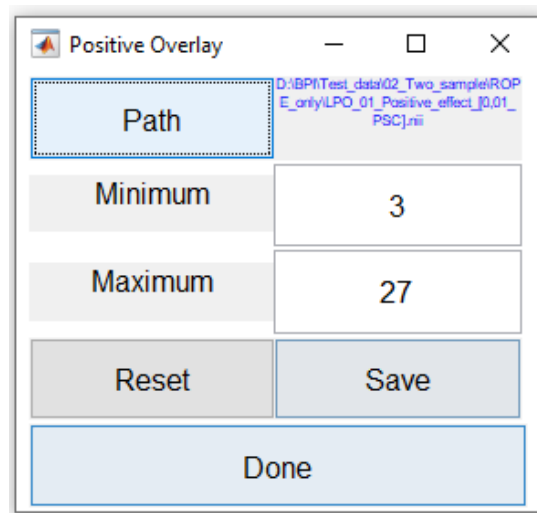 Positive Overlay
Path
D:\BPI\Test_data\02_Two_sample\ROP
E_only\LPO_01_Positive_effect_[0,01_
PSC].nii
Minimum
3
Maximum
27
Reset
Save
Done